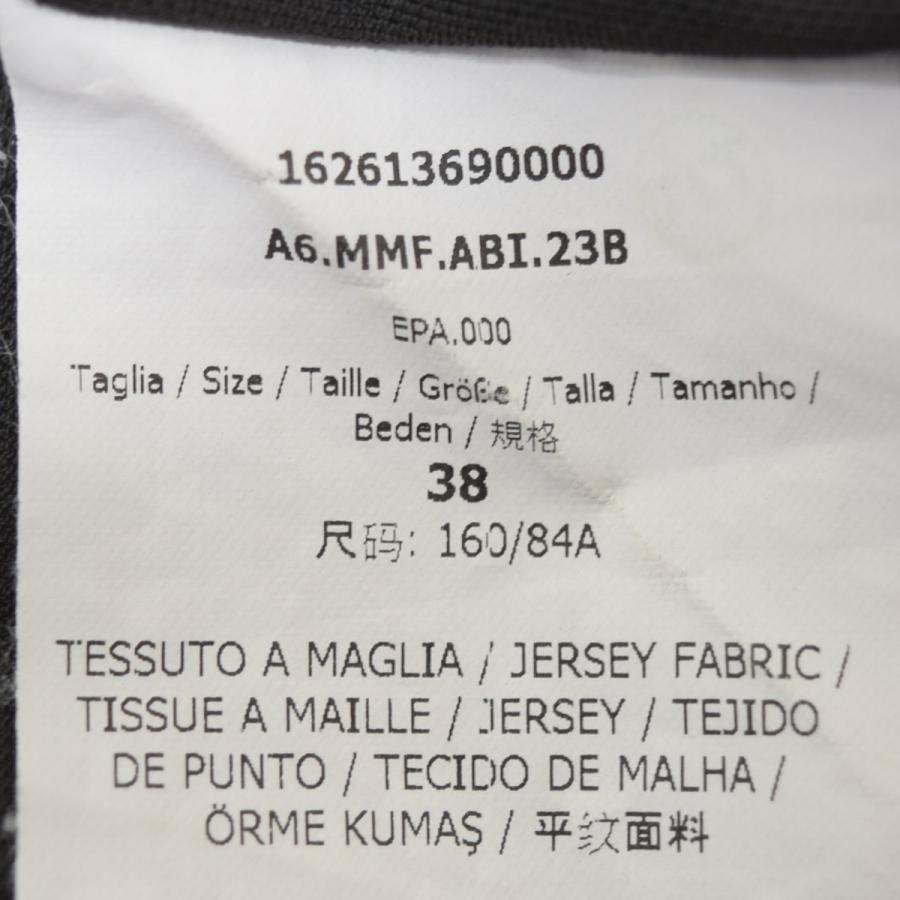 162613690000
A6.MMF.ABI.23B
EPA.000
Taglia / Size / Taille / Größe / Talla / Tamanho /
Beden / 規格
38
尺码: 160/84A
TESSUTO A MAGLIA / JERSEY FABRIC /
TISSUE A MAILLE / JERSEY / TEJIDO
DE PUNTO / TECIDO DE MALHA /
ÖRME KUMAŞ / 平纹面料